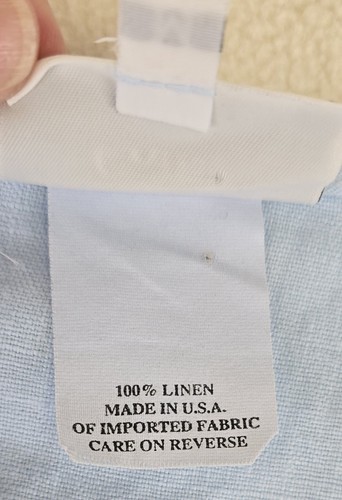 100% LINEN
MADE IN U.S.A.
OF IMPORTED FABRIC
CARE ON REVERSE